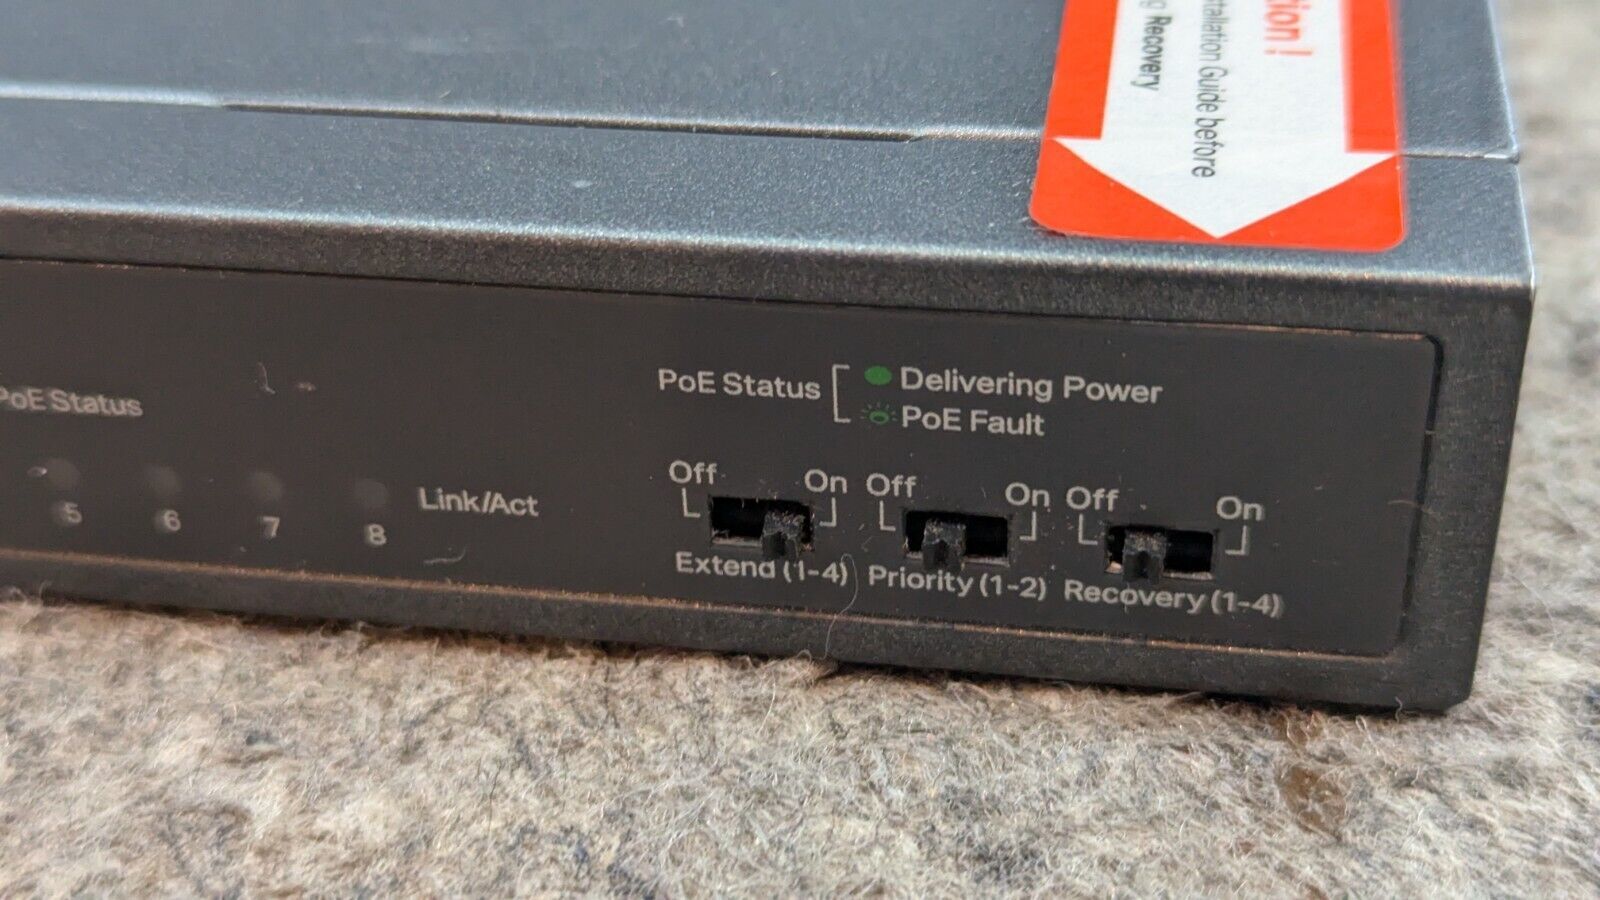 tion!
stallation Guide before
g Recovery
PoE Status
5 6 7 8 Link/Act
PoE Status
Delivering Power
PoE Fault
Off On Off On Off On
Extend (1-4) Priority (1-2) Recovery (1-4)